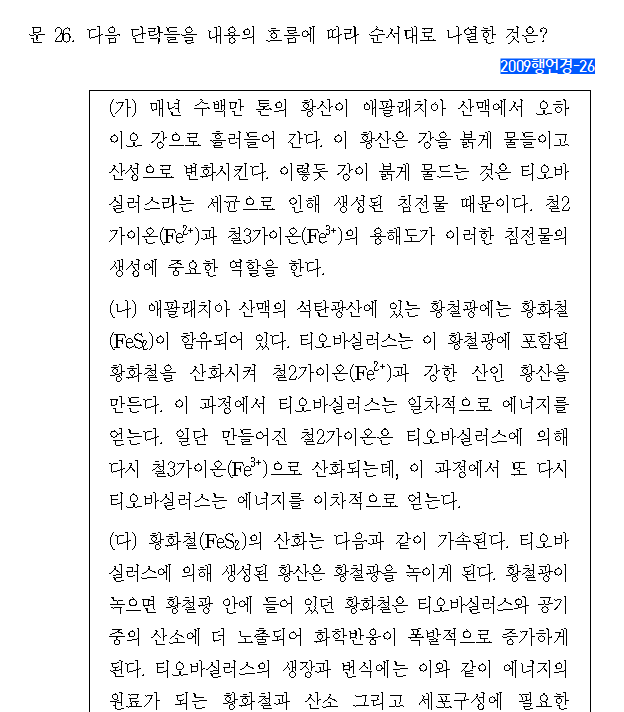 문 26. 다음 단락들을 내용의 흐름에 따라 순서대로 나열한 것은?
2009행언경-26
(가) 매년 수백만 톤의 황산이 애팔래치아 산맥에서 오하
이오 강으로 흘러들어 간다. 이 황산은 강을 붉게 물들이고
산성으로 변화시킨다. 이렇듯 강이 붉게 물드는 것은 티오바
실러스라는 세균으로 인해 생성된 침전물 때문이다. 철2
가이온(Fe²⁺)과 철3가이온(Fe³⁺)의 용해도가 이러한 침전물의
생성에 중요한 역할을 한다.
(나) 애팔래치아 산맥의 석탄광산에 있는 황철광에는 황화철
(FeS₂)이 함유되어 있다. 티오바실러스는 이 황철광에 포함된
황화철을 산화시켜 철2가이온(Fe²⁺)과 강한 산인 황산을
만든다. 이 과정에서 티오바실러스는 일차적으로 에너지를
얻는다. 일단 만들어진 철2가이온은 티오바실러스에 의해
다시 철3가이온(Fe³⁺)으로 산화되는데, 이 과정에서 또 다시
티오바실러스는 에너지를 이차적으로 얻는다.
(다) 황화철(FeS₂)의 산화는 다음과 같이 가속된다. 티오바
실러스에 의해 생성된 황산은 황철광을 녹이게 된다. 황철광이
녹으면 황철광 안에 들어 있던 황화철은 티오바실러스와 공기
중의 산소에 더 노출되어 화학반응이 폭발적으로 증가하게
된다. 티오바실러스의 생장과 번식에는 이와 같이 에너지의
원료가 되는 황화철과 산소 그리고 세포구성에 필요한